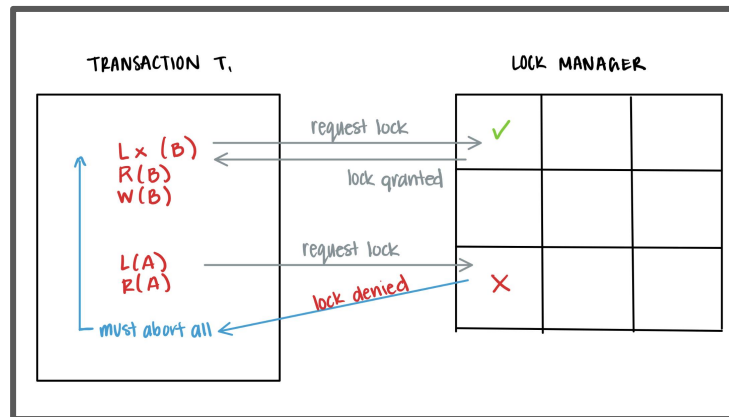 TRANSACTION T₁
LOCK MANAGER
request lock
✓
Lx (B)
R(B)
W(B)
lock granted
request lock
L(A)
R(A)
lock denied
✗
must abort all